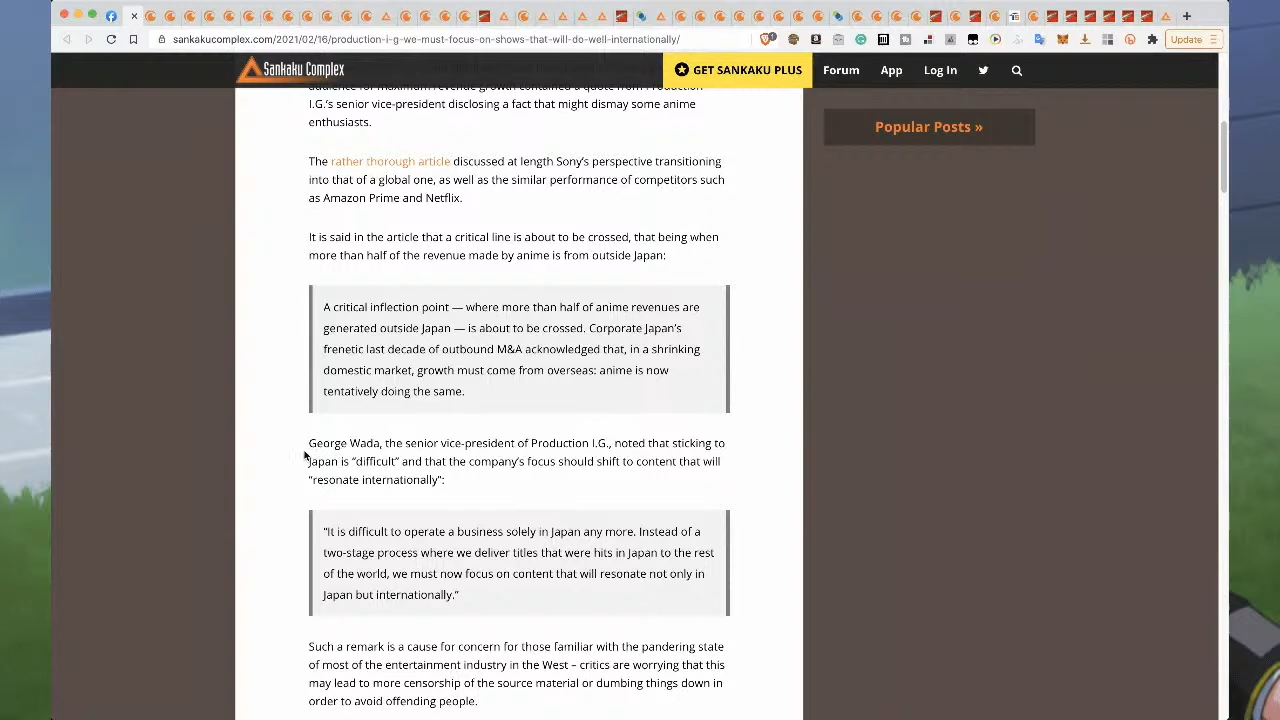 sankakucomplex.com/2021/02/16/production-i-g-we-must-focus-on-shows-that-will-do-well-internationally/
Update
Sankaku Complex
GET SANKAKU PLUS
Forum
App
Log In
audience for maximum revenue growth contained a quote from Production
I.G.'s senior vice-president disclosing a fact that might dismay some anime
enthusiasts.
Popular Posts »
The rather thorough article discussed at length Sony's perspective transitioning
into that of a global one, as well as the similar performance of competitors such
as Amazon Prime and Netflix.
It is said in the article that a critical line is about to be crossed, that being when
more than half of the revenue made by anime is from outside Japan:
A critical inflection point — where more than half of anime revenues are
generated outside Japan — is about to be crossed. Corporate Japan's
frenetic last decade of outbound M&A acknowledged that, in a shrinking
domestic market, growth must come from overseas: anime is now
tentatively doing the same.
George Wada, the senior vice-president of Production I.G., noted that sticking to
Japan is "difficult" and that the company's focus should shift to content that will
"resonate internationally":
"It is difficult to operate a business solely in Japan any more. Instead of a
two-stage process where we deliver titles that were hits in Japan to the rest
of the world, we must now focus on content that will resonate not only in
Japan but internationally."
Such a remark is a cause for concern for those familiar with the pandering state
of most of the entertainment industry in the West – critics are worrying that this
may lead to more censorship of the source material or dumbing things down in
order to avoid offending people.